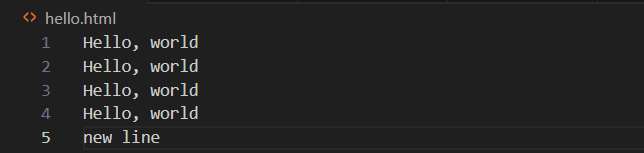 hello.html
1 Hello, world
2 Hello, world
3 Hello, world
4 Hello, world
5 new line